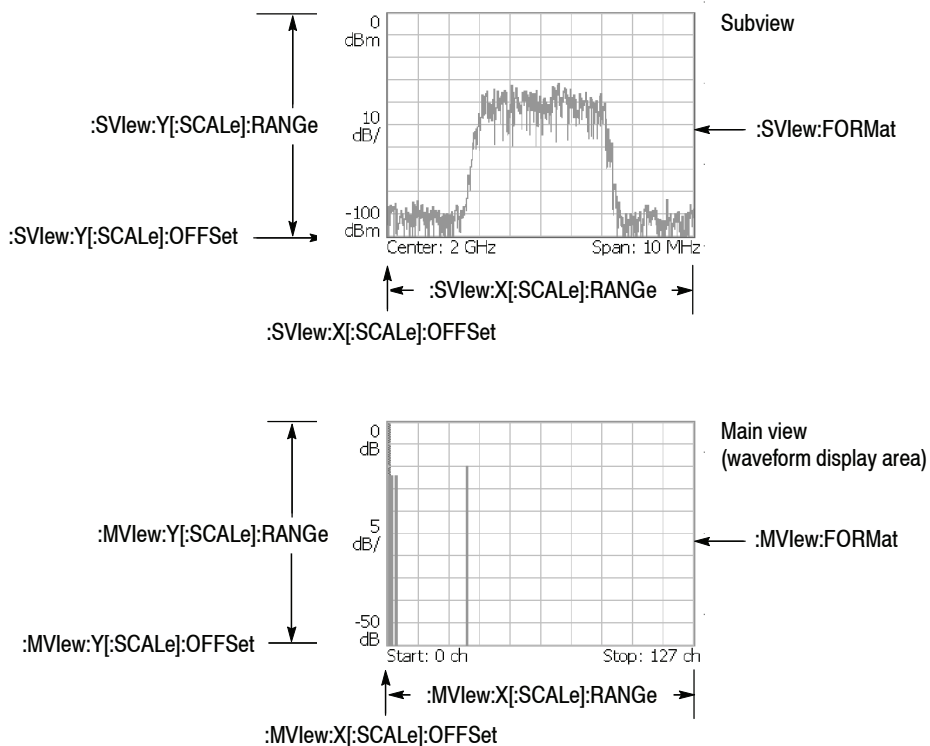 0
dBm
Subview
:SVIew:Y[:SCALe]:RANGe
10
dB/
:SVIew:FORMat
-100
dBm
:SVIew:Y[:SCALe]:OFFSet
Center: 2 GHz Span: 10 MHz
:SVIew:X[:SCALe]:RANGe
:SVIew:X[:SCALe]:OFFSet
0
dB
Main view
(waveform display area)
:MVIew:Y[:SCALe]:RANGe
5
dB/
:MVIew:FORMat
-50
dB
:MVIew:Y[:SCALe]:OFFSet
Start: 0 ch Stop: 127 ch
:MVIew:X[:SCALe]:RANGe
:MVIew:X[:SCALe]:OFFSet